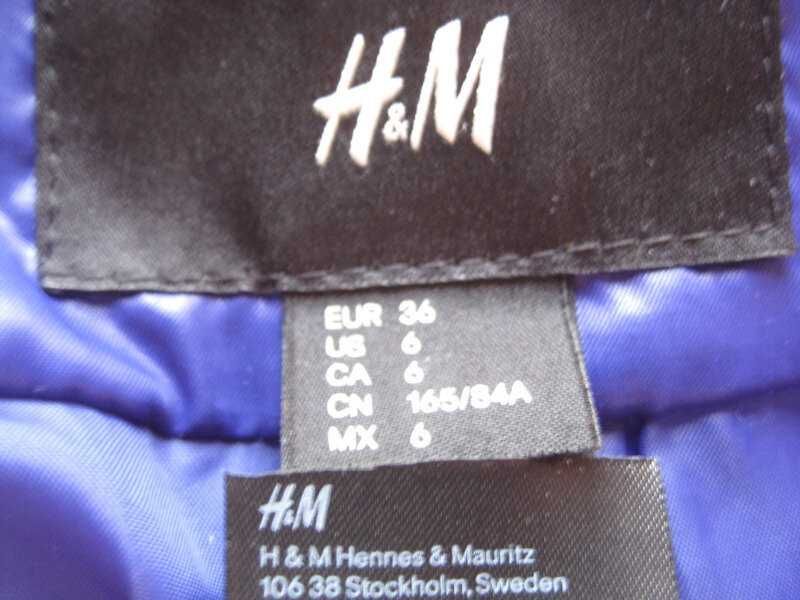 H&M
EUR 36
US 6
CA 6
CN 165/84A
MX 6
H&M
H & M Hennes & Mauritz
106 38 Stockholm, Sweden